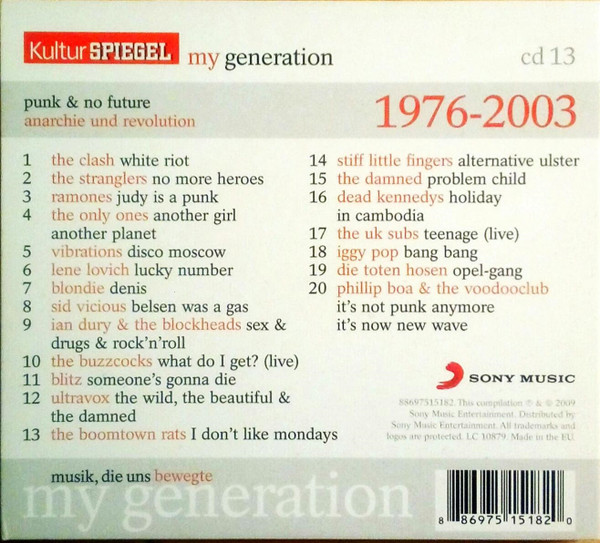 Kultur SPIEGEL my generation cd 13
punk & no future
anarchie und revolution
1976-2003
1 the clash white riot
2 the stranglers no more heroes
3 ramones judy is a punk
4 the only ones another girl
another planet
5 vibrations disco moscow
6 lene lovich lucky number
7 blondie denis
8 sid vicious belsen was a gas
9 ian dury & the blockheads sex &
drugs & rock'n'roll
10 the buzzcocks what do I get? (live)
11 blitz someone's gonna die
12 ultravox the wild, the beautiful &
the damned
13 the boomtown rats I don't like mondays
14 stiff little fingers alternative ulster
15 the damned problem child
16 dead kennedys holiday
in cambodia
17 the uk subs teenage (live)
18 iggy pop bang bang
19 die toten hosen opel-gang
20 phillip boa & the voodooclub
it's not punk anymore
it's now new wave
SONY MUSIC
88697515182. This compilation ℗ & © 2009
Sony Music Entertainment. Distributed by
Sony Music Entertainment. All trademarks and
logos are protected. LC 10879. Made in the EU.
musik, die uns bewegte
my generation
8 86975 15182 0